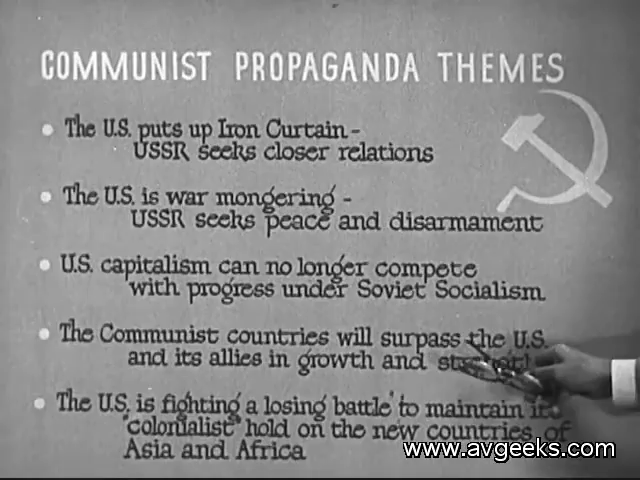 COMMUNIST PROPAGANDA THEMES
• The U.S. puts up Iron Curtain -
USSR seeks closer relations
• The U.S. is war mongering -
USSR seeks peace and disarmament
• U.S. capitalism can no longer compete
with progress under Soviet Socialism
• The Communist countries will surpass the U.S.
and its allies in growth and
• The U.S. is fighting a losing battle to maintain
"colonialist" hold on the new countries of
Asia and Africa
www.avgeeks.com